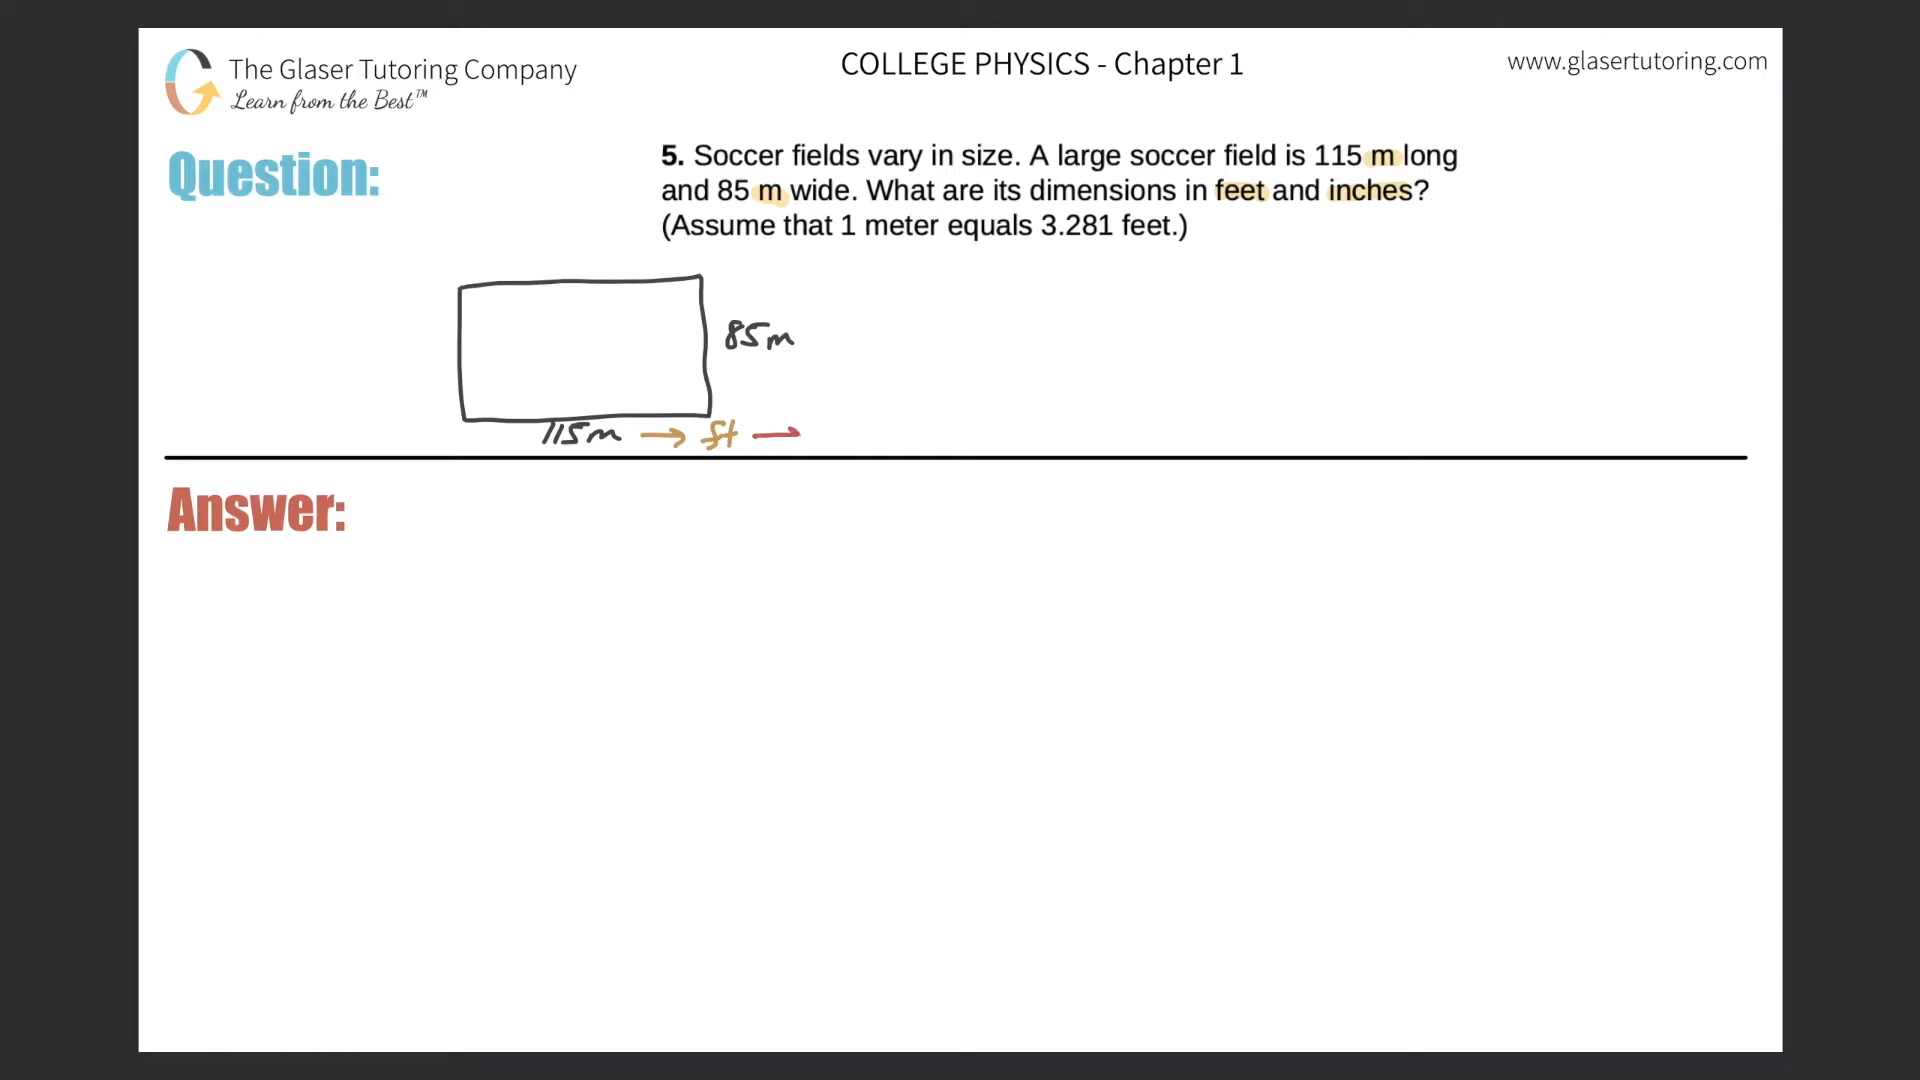 The Glaser Tutoring Company
Learn from the Best™
COLLEGE PHYSICS - Chapter 1
www.glasertutoring.com
Question:
5. Soccer fields vary in size. A large soccer field is 115 m long
and 85 m wide. What are its dimensions in feet and inches?
(Assume that 1 meter equals 3.281 feet.)
85m
115m → ft →
Answer: